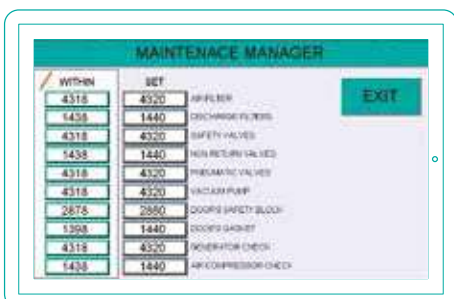 MAINTENACE MANAGER
WITHIN SET
EXIT
4318 4320 AIR FILTER
1438 1440 DISCHARGE FILTERS
4318 4320 SAFETY VALVES
1438 1440 NON RETURN VALVES
4318 4320 PNEUMATIC VALVES
4318 4320 VACUUM PUMP
2878 2880 DOORS SAFETY BLOCK
1398 1440 DOORS GASKET
4318 4320 GENERATOR CHECK
1438 1440 AIR COMPRESSOR CHECK